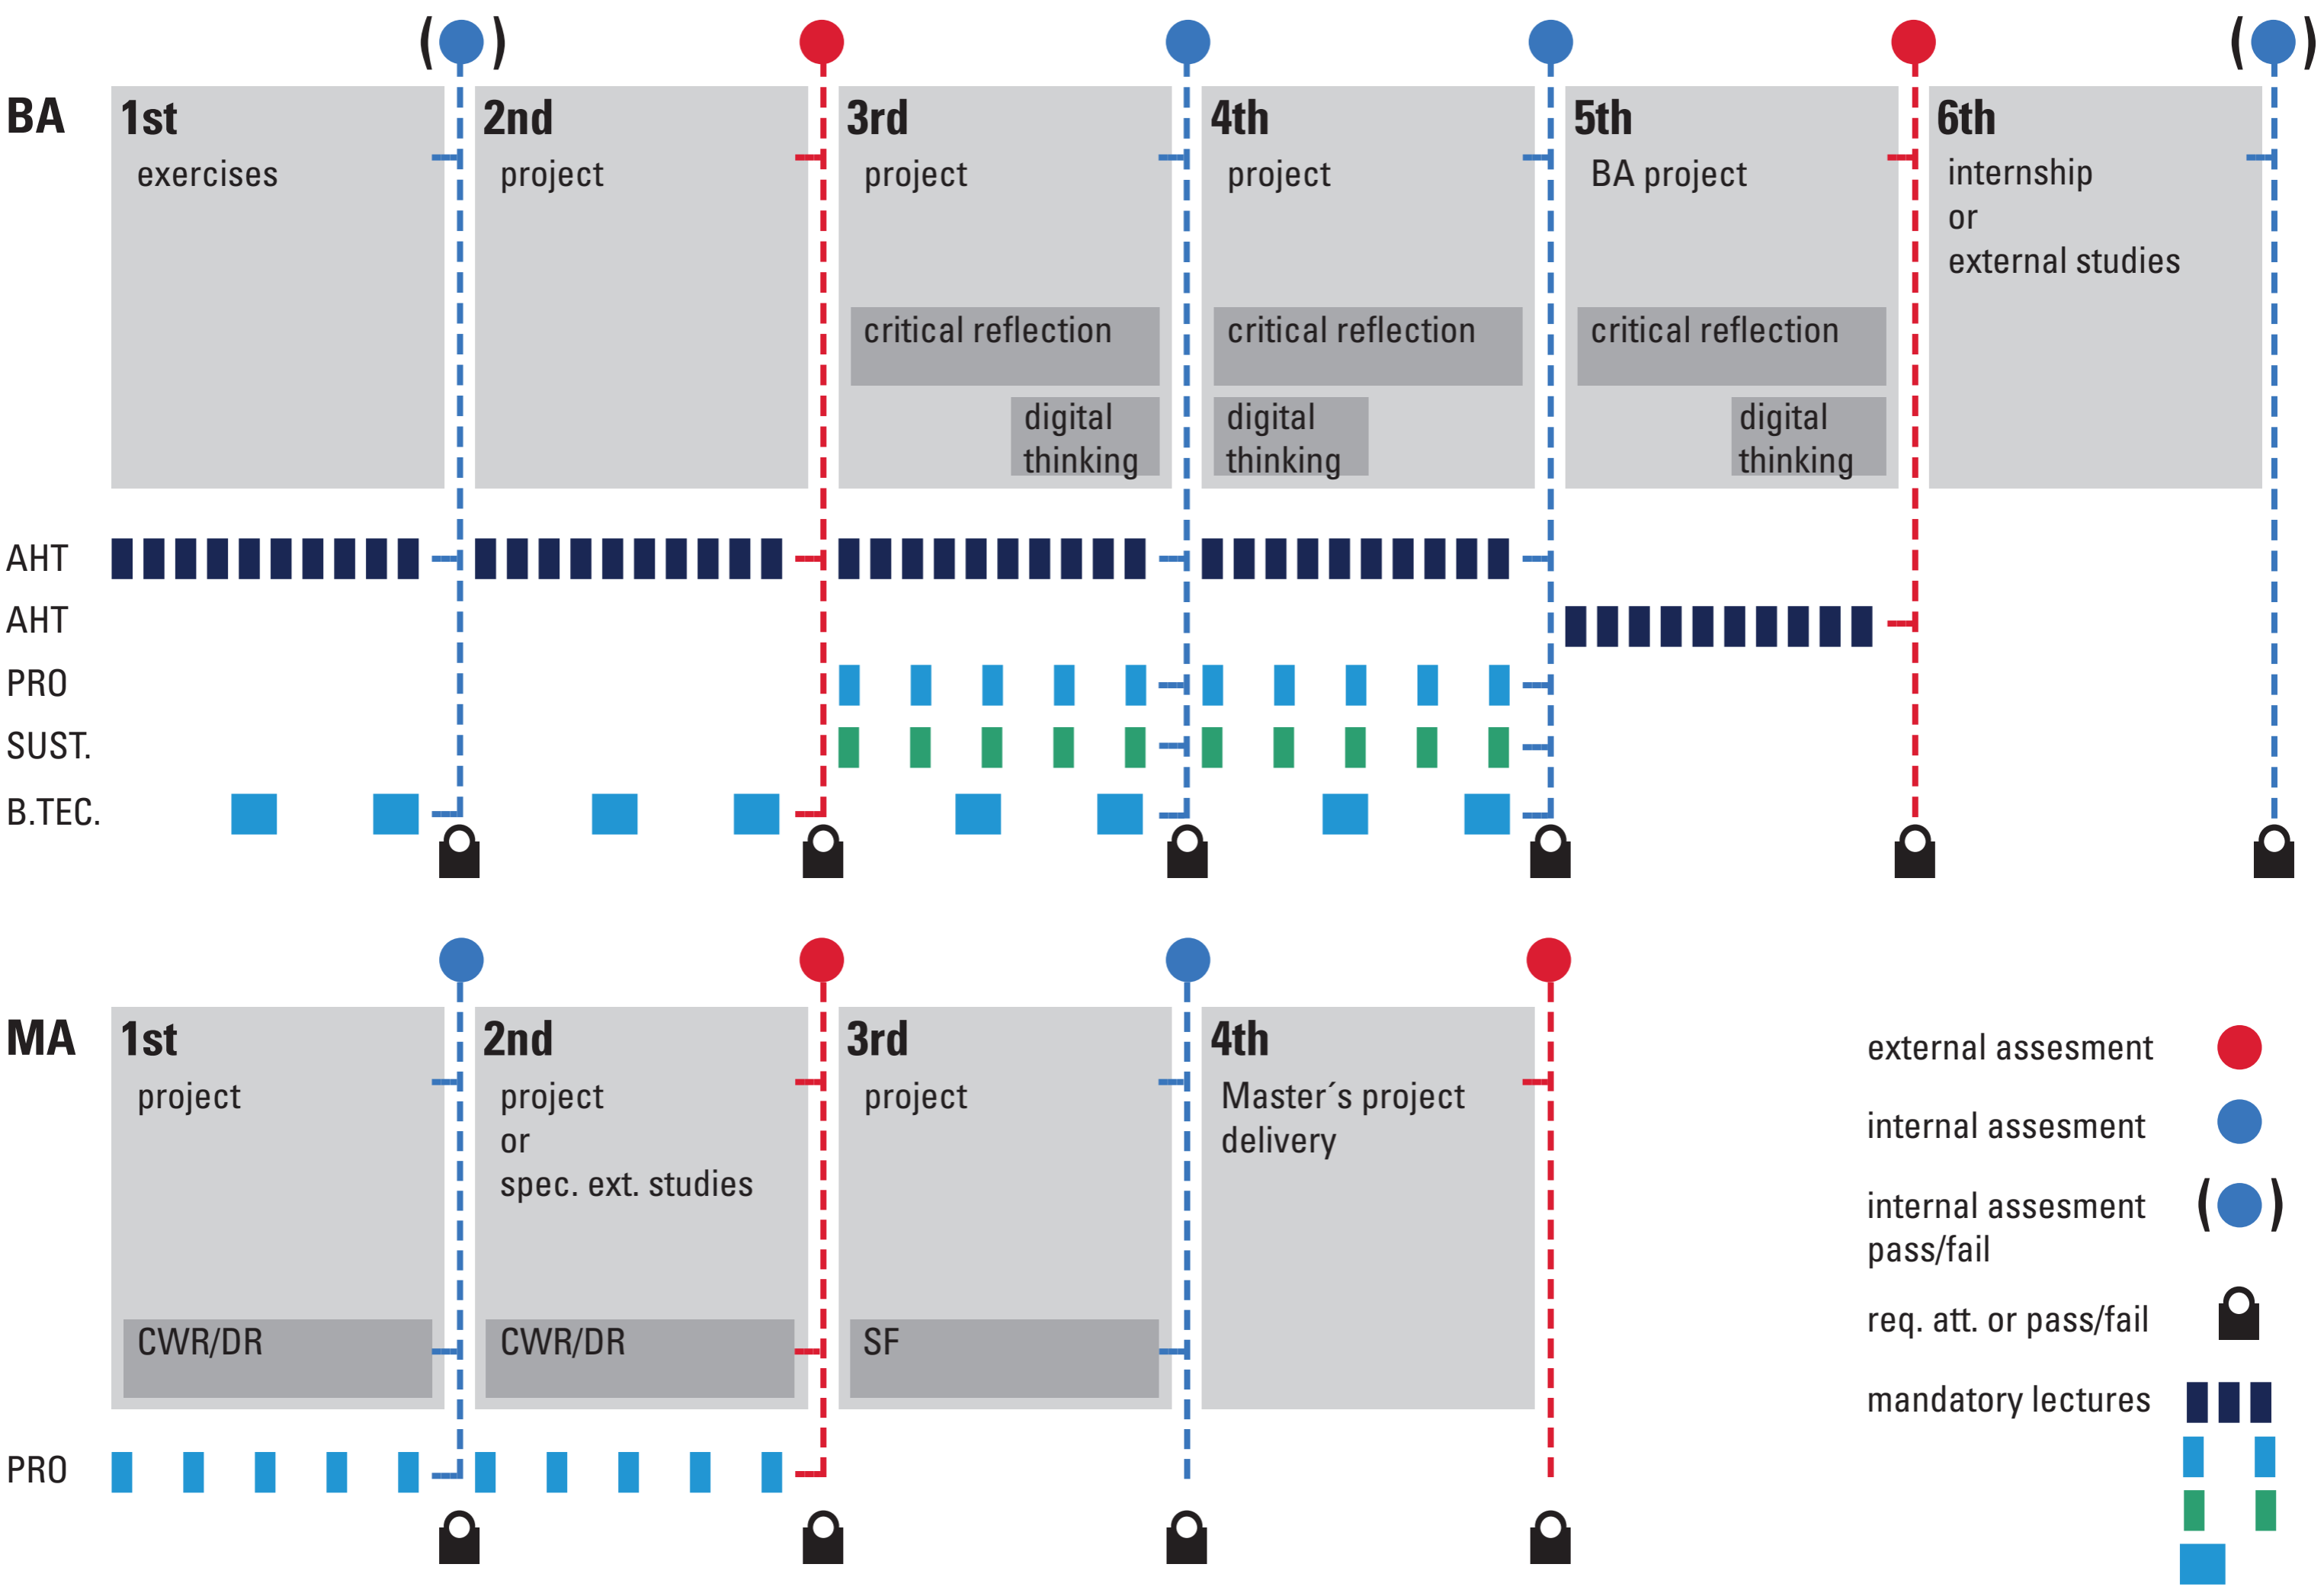 ( )
( )
BA
1st
exercises
2nd
project
3rd
project
critical reflection
digital
thinking
4th
project
critical reflection
digital
thinking
5th
BA project
critical reflection
digital
thinking
6th
internship
or
external studies
AHT
AHT
PRO
SUST.
B.TEC.
MA
1st
project
CWR/DR
2nd
project
or
spec. ext. studies
CWR/DR
3rd
project
SF
4th
Master´s project
delivery
PRO
external assesment
internal assesment
internal assesment
pass/fail
( )
req. att. or pass/fail
mandatory lectures